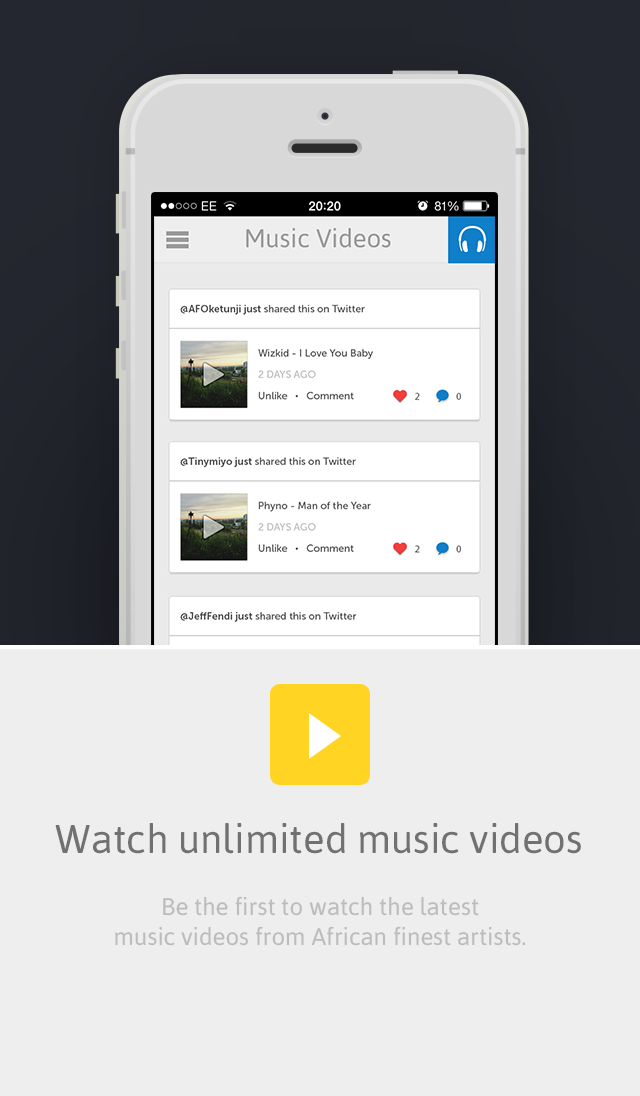 EE 20:20 81%
Music Videos
@AFOketunji just shared this on Twitter
Wizkid - I Love You Baby
2 DAYS AGO
Unlike • Comment 2 0
@Tinymiyo just shared this on Twitter
Phyno - Man of the Year
2 DAYS AGO
Unlike • Comment 2 0
@JeffFendi just shared this on Twitter
Watch unlimited music videos
Be the first to watch the latest
music videos from African finest artists.